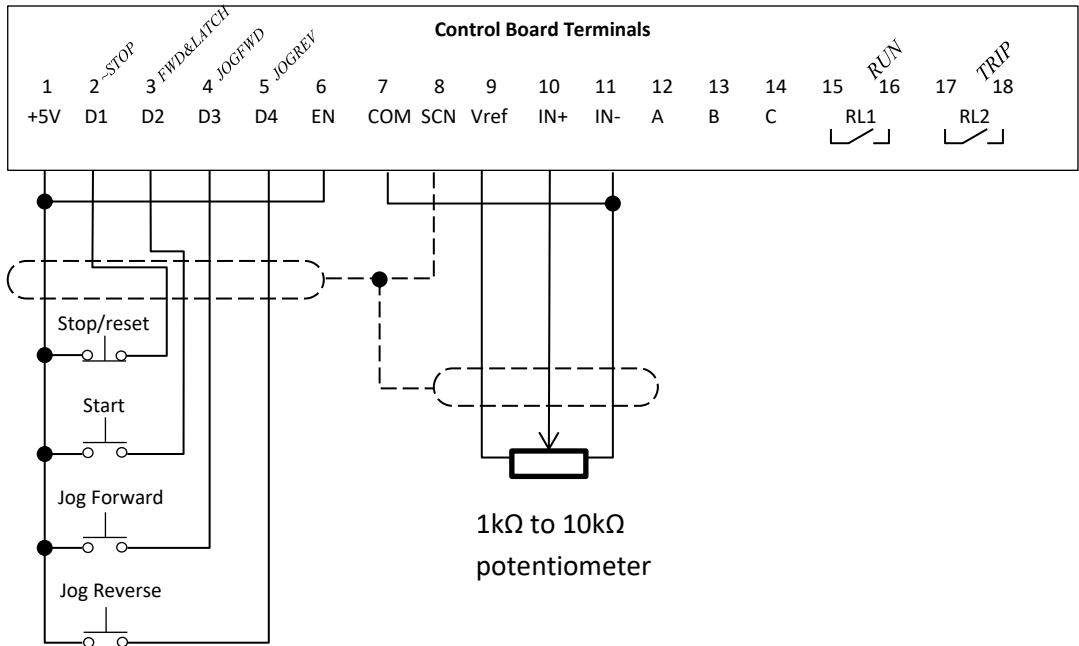 Control Board Terminals
~STOP FWD&LATCH JOGFWD JOGREV RUN TRIP
1 2 3 4 5 6 7 8 9 10 11 12 13 14 15 16 17 18
+5V D1 D2 D3 D4 EN COM SCN Vref IN+ IN- A B C RL1 RL2
Stop/reset
Start
Jog Forward
Jog Reverse
1kΩ to 10kΩ
potentiometer